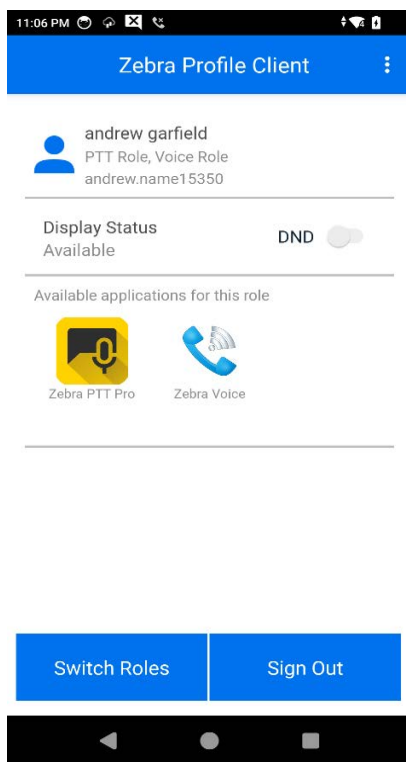 11:06 PM
Zebra Profile Client
andrew garfield
PTT Role, Voice Role
andrew.name15350
Display Status
Available
DND
Available applications for this role
Zebra PTT Pro
Zebra Voice
Switch Roles
Sign Out